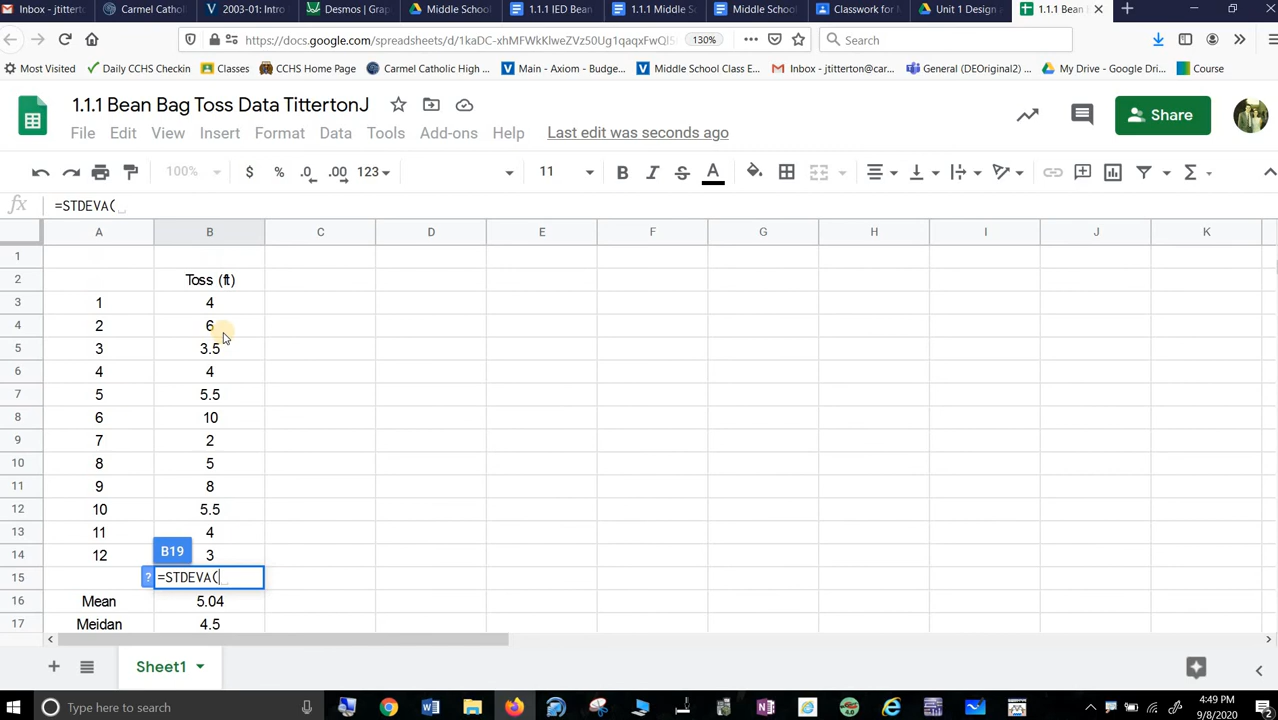 Inbox - jtitterto
Carmel Catholi
2003-01: Intro
Desmos | Grap
Middle School
1.1.1 IED Bean
1.1.1 Middle S
Middle School
Classwork for M
Unit 1 Design a
1.1.1 Bean B
https://docs.google.com/spreadsheets/d/1kaDC-xhMFWkKlweZVz50Ug1qaqxFwQIS
130%
Search
Most Visited
Daily CCHS Checkin
Classes
CCHS Home Page
Carmel Catholic High ...
Main - Axiom - Budge...
Middle School Class E...
Inbox - jtitterton@car...
General (DEOriginal2) ...
My Drive - Google Dri...
Course
1.1.1 Bean Bag Toss Data TittertonJ
Share
File Edit View Insert Format Data Tools Add-ons Help Last edit was seconds ago
100% $ % .0 .00 123 11 B I S A Σ
fx =STDEVA(
A B C D E F G H I J K
1
2 Toss (ft)
3 1 4
4 2 6
5 3 3.5
6 4 4
7 5 5.5
8 6 10
9 7 2
10 8 5
11 9 8
12 10 5.5
13 11 4
14 12 3
B19
15 ? =STDEVA(
16 Mean 5.04
17 Meidan 4.5
Sheet1
Type here to search
4:49 PM
9/8/2020